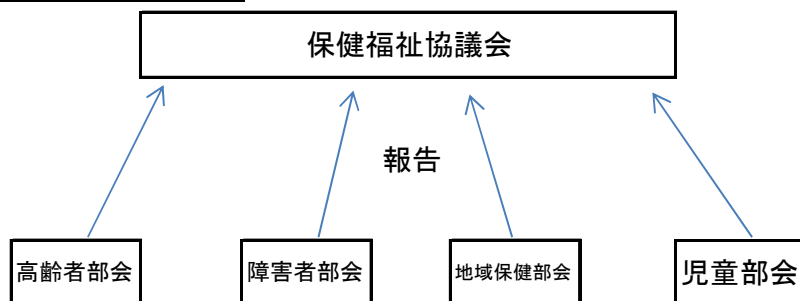 保健福祉協議会
報告
高齢者部会
障害者部会
地域保健部会
児童部会